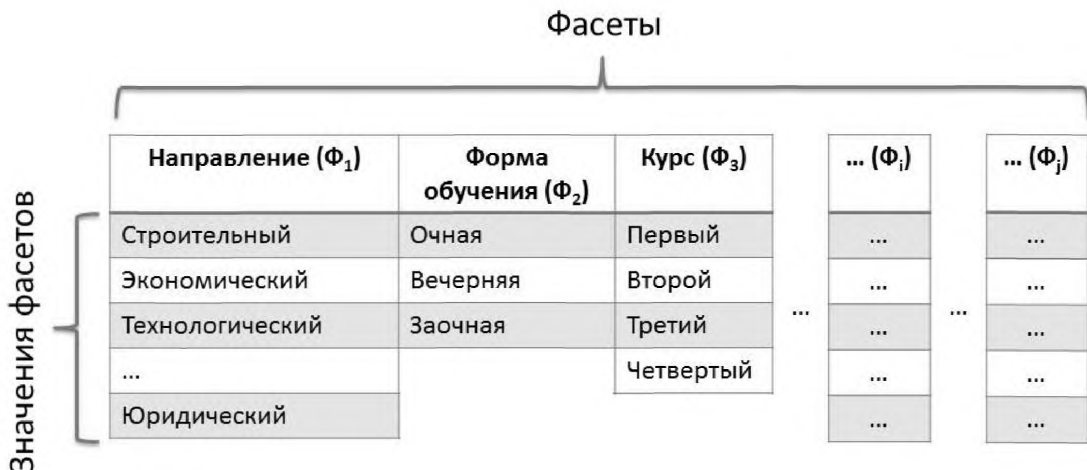 Фасеты
Значения фасетов
Направление (Ф₁) Форма обучения (Ф₂) Курс (Ф₃) ... (Фᵢ) ... (Фⱼ)
Строительный Очная Первый ... ...
Экономический Вечерняя Второй ... ...
Технологический Заочная Третий ... ... ... ...
... Четвертый ... ...
Юридический ... ...